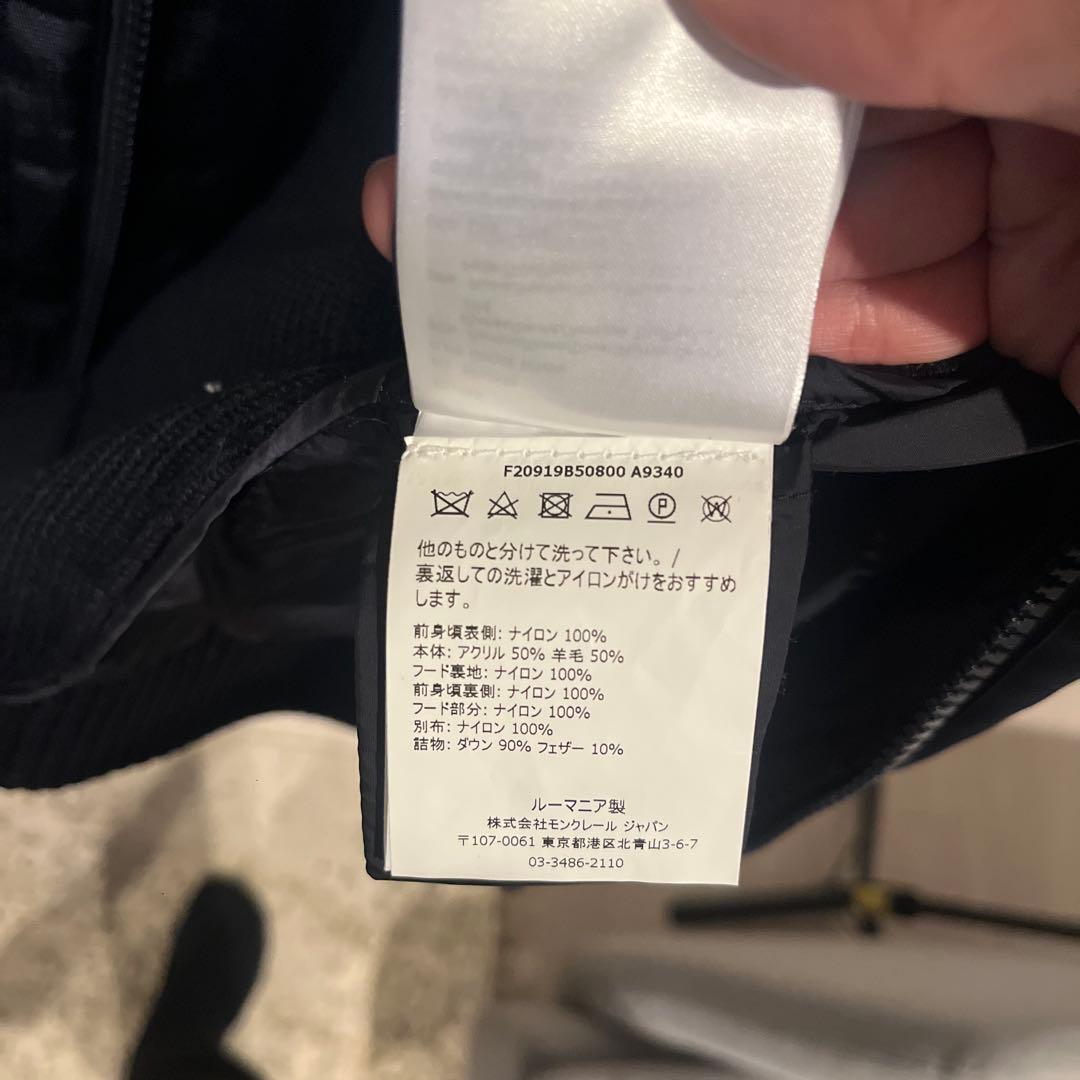 F20919B50800 A9340
P
W
他のものと分けて洗って下さい。/
裏返しての洗濯とアイロンがけをおすすめ
します。
前身頃表側: ナイロン 100%
本体: アクリル 50% 羊毛 50%
フード裏地: ナイロン 100%
前身頃裏側: ナイロン 100%
フード部分: ナイロン 100%
別布: ナイロン 100%
詰物: ダウン 90% フェザー 10%
ルーマニア製
株式会社モンクレール ジャパン
〒107-0061 東京都港区北青山3-6-7
03-3486-2110